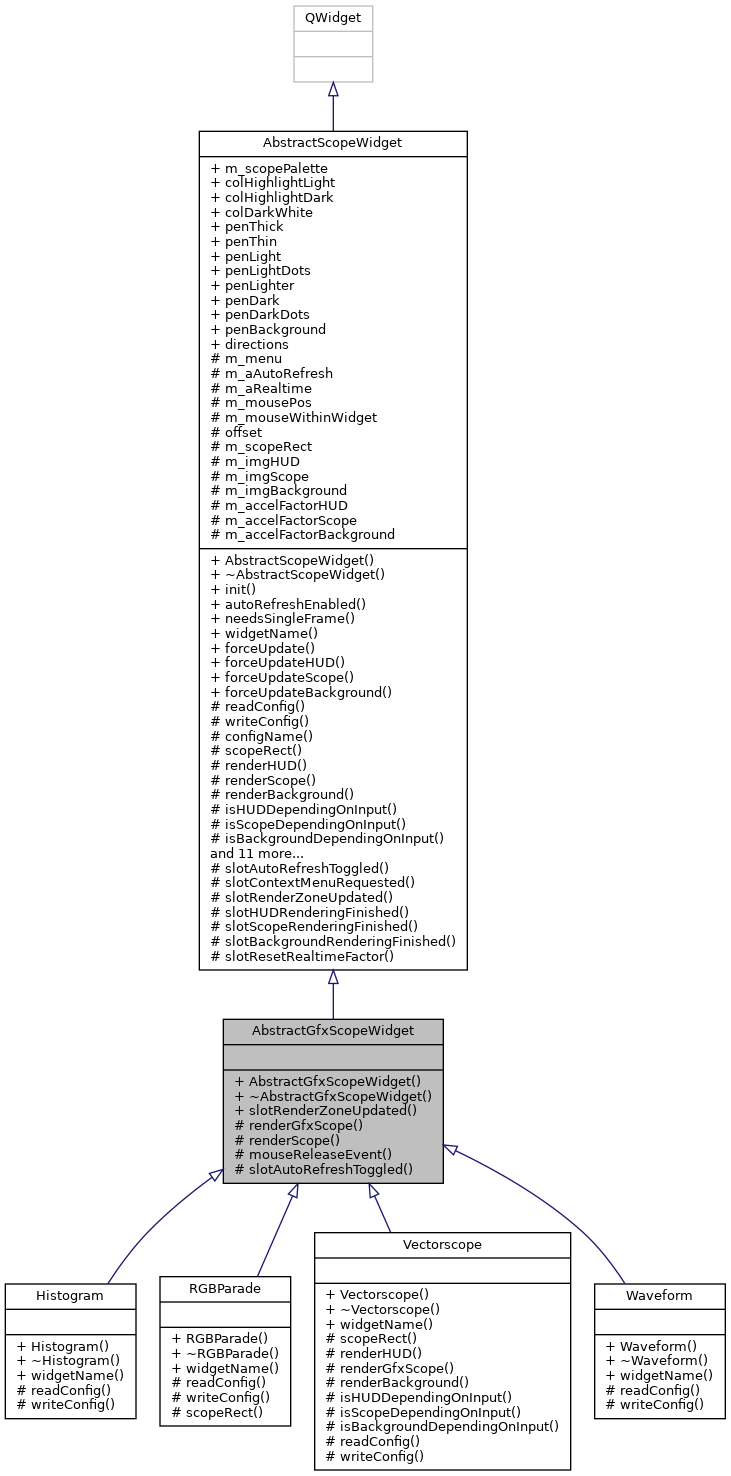 QWidget
AbstractScopeWidget
+ m_scopePalette
+ colHighlightLight
+ colHighlightDark
+ colDarkWhite
+ penThick
+ penThin
+ penLight
+ penLightDots
+ penLighter
+ penDark
+ penDarkDots
+ penBackground
+ directions
# m_menu
# m_aAutoRefresh
# m_aRealtime
# m_mousePos
# m_mouseWithinWidget
# offset
# m_scopeRect
# m_imgHUD
# m_imgScope
# m_imgBackground
# m_accelFactorHUD
# m_accelFactorScope
# m_accelFactorBackground
+ AbstractScopeWidget()
+ ~AbstractScopeWidget()
+ init()
+ autoRefreshEnabled()
+ needsSingleFrame()
+ widgetName()
+ forceUpdate()
+ forceUpdateHUD()
+ forceUpdateScope()
+ forceUpdateBackground()
# readConfig()
# writeConfig()
# configName()
# scopeRect()
# renderHUD()
# renderScope()
# renderBackground()
# isHUDDependingOnInput()
# isScopeDependingOnInput()
# isBackgroundDependingOnInput()
and 11 more...
# slotAutoRefreshToggled()
# slotContextMenuRequested()
# slotRenderZoneUpdated()
# slotHUDRenderingFinished()
# slotScopeRenderingFinished()
# slotBackgroundRenderingFinished()
# slotResetRealtimeFactor()
AbstractGfxScopeWidget
+ AbstractGfxScopeWidget()
+ ~AbstractGfxScopeWidget()
+ slotRenderZoneUpdated()
# renderGfxScope()
# renderScope()
# mouseReleaseEvent()
# slotAutoRefreshToggled()
Histogram
+ Histogram()
+ ~Histogram()
+ widgetName()
# readConfig()
# writeConfig()
RGBParade
+ RGBParade()
+ ~RGBParade()
+ widgetName()
# readConfig()
# writeConfig()
# scopeRect()
Vectorscope
+ Vectorscope()
+ ~Vectorscope()
+ widgetName()
# scopeRect()
# renderHUD()
# renderGfxScope()
# renderBackground()
# isHUDDependingOnInput()
# isScopeDependingOnInput()
# isBackgroundDependingOnInput()
# readConfig()
# writeConfig()
Waveform
+ Waveform()
+ ~Waveform()
+ widgetName()
# readConfig()
# writeConfig()